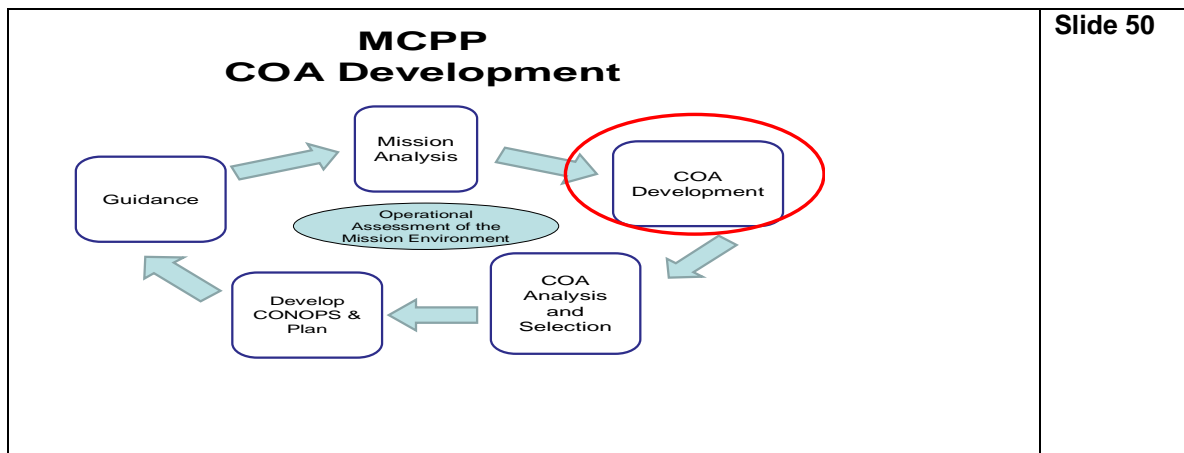 MCPP
COA Development
Slide 50
Mission
Analysis
COA
Development
Guidance
Operational
Assessment of the
Mission Environment
COA
Analysis
and
Selection
Develop
CONOPS &
Plan